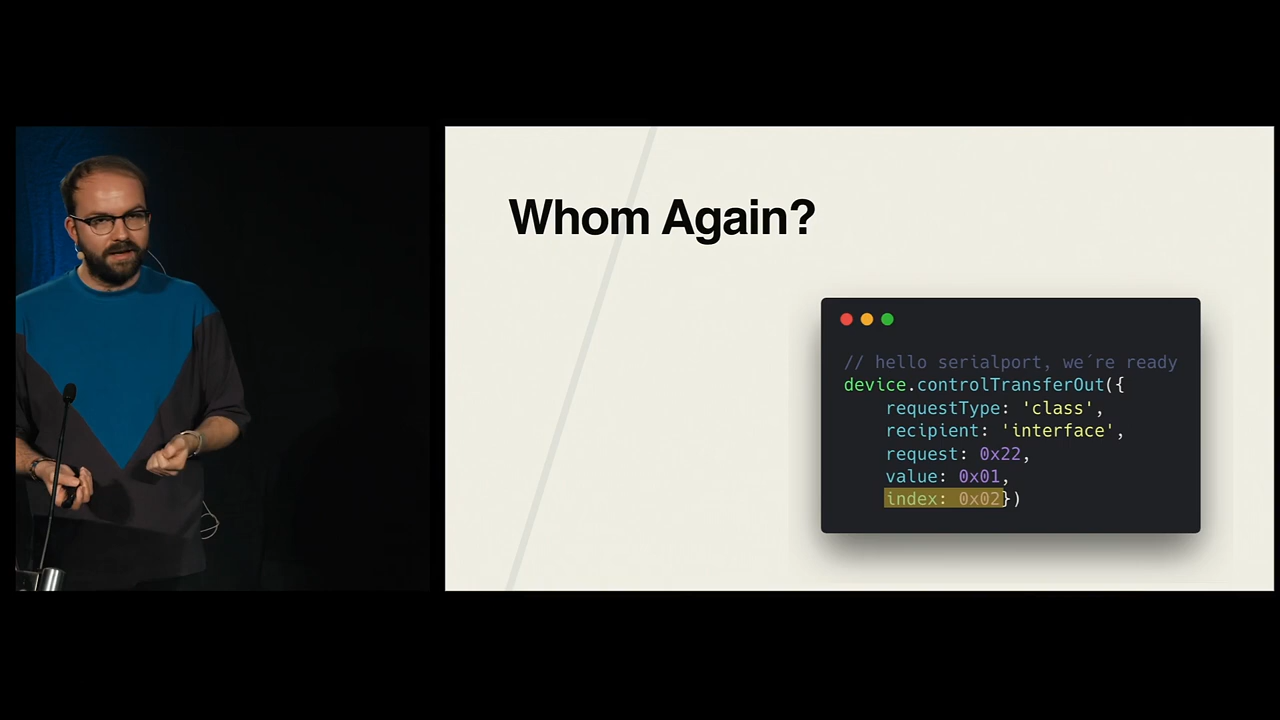 Whom Again?
// hello serialport, we´re ready
device.controlTransferOut({
requestType: 'class',
recipient: 'interface',
request: 0x22,
value: 0x01,
index: 0x02})